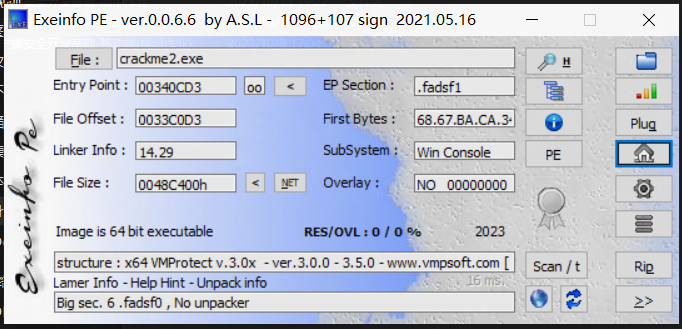 Exeinfo PE - ver.0.0.6.6 by A.S.L - 1096+107 sign 2021.05.16
File : crackme2.exe H
Entry Point : 00340CD3 oo < EP Section : .fadsf1
File Offset : 0033C0D3 First Bytes : 68.67.BA.CA.3 Plug
Linker Info : 14.29 SubSystem : Win Console PE
File Size : 0048C400h < NET Overlay : NO 00000000
Image is 64 bit executable RES/OVL : 0 / 0 % 2023
structure : x64 VMProtect v.3.0x - ver.3.0.0 - 3.5.0 - www.vmpsoft.com [ Scan / t Rip
Lamer Info - Help Hint - Unpack info 16 ms.
Big sec. 6 .fadsf0 , No unpacker >>
Exeinfo Pe